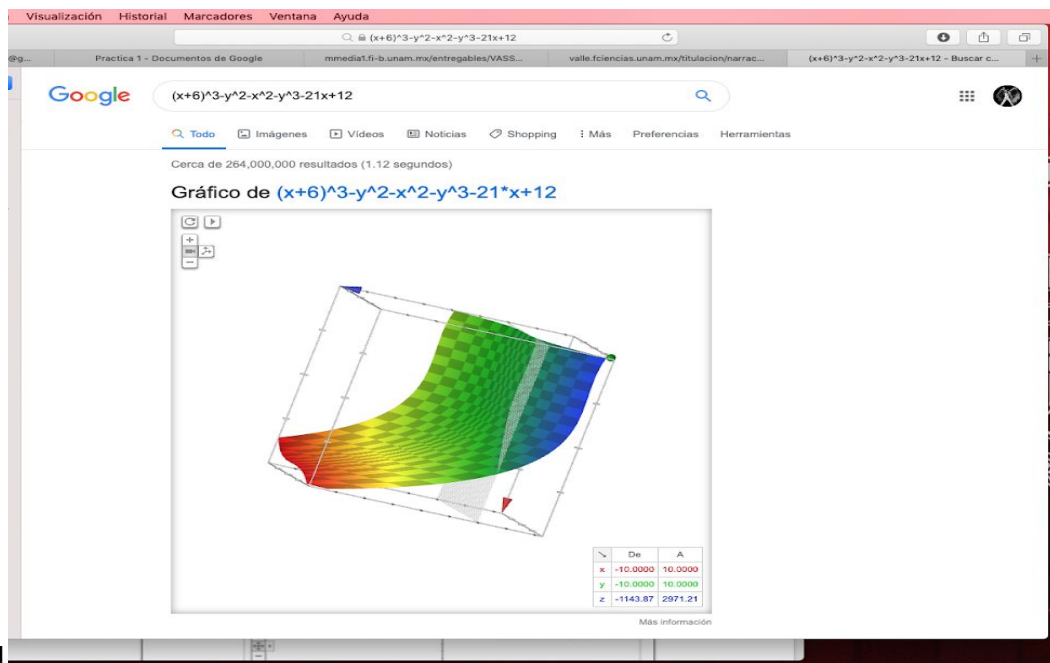 Visualización Historial Marcadores Ventana Ayuda
(x+6)^3-y^2-x^2-y^3-21x+12
@g...
Practica 1 - Documentos de Google
mmedia1.fi-b.unam.mx/entregables/VASS...
valle.fciencias.unam.mx/titulacion/narrac...
(x+6)^3-y^2-x^2-y^3-21x+12 - Buscar c...
Google
(x+6)^3-y^2-x^2-y^3-21x+12
Todo Imágenes Vídeos Noticias Shopping Más Preferencias Herramientas
Cerca de 264,000,000 resultados (1.12 segundos)
Gráfico de (x+6)^3-y^2-x^2-y^3-21*x+12
De A
x -10.0000 10.0000
y -10.0000 10.0000
z -1143.87 2971.21
Más información